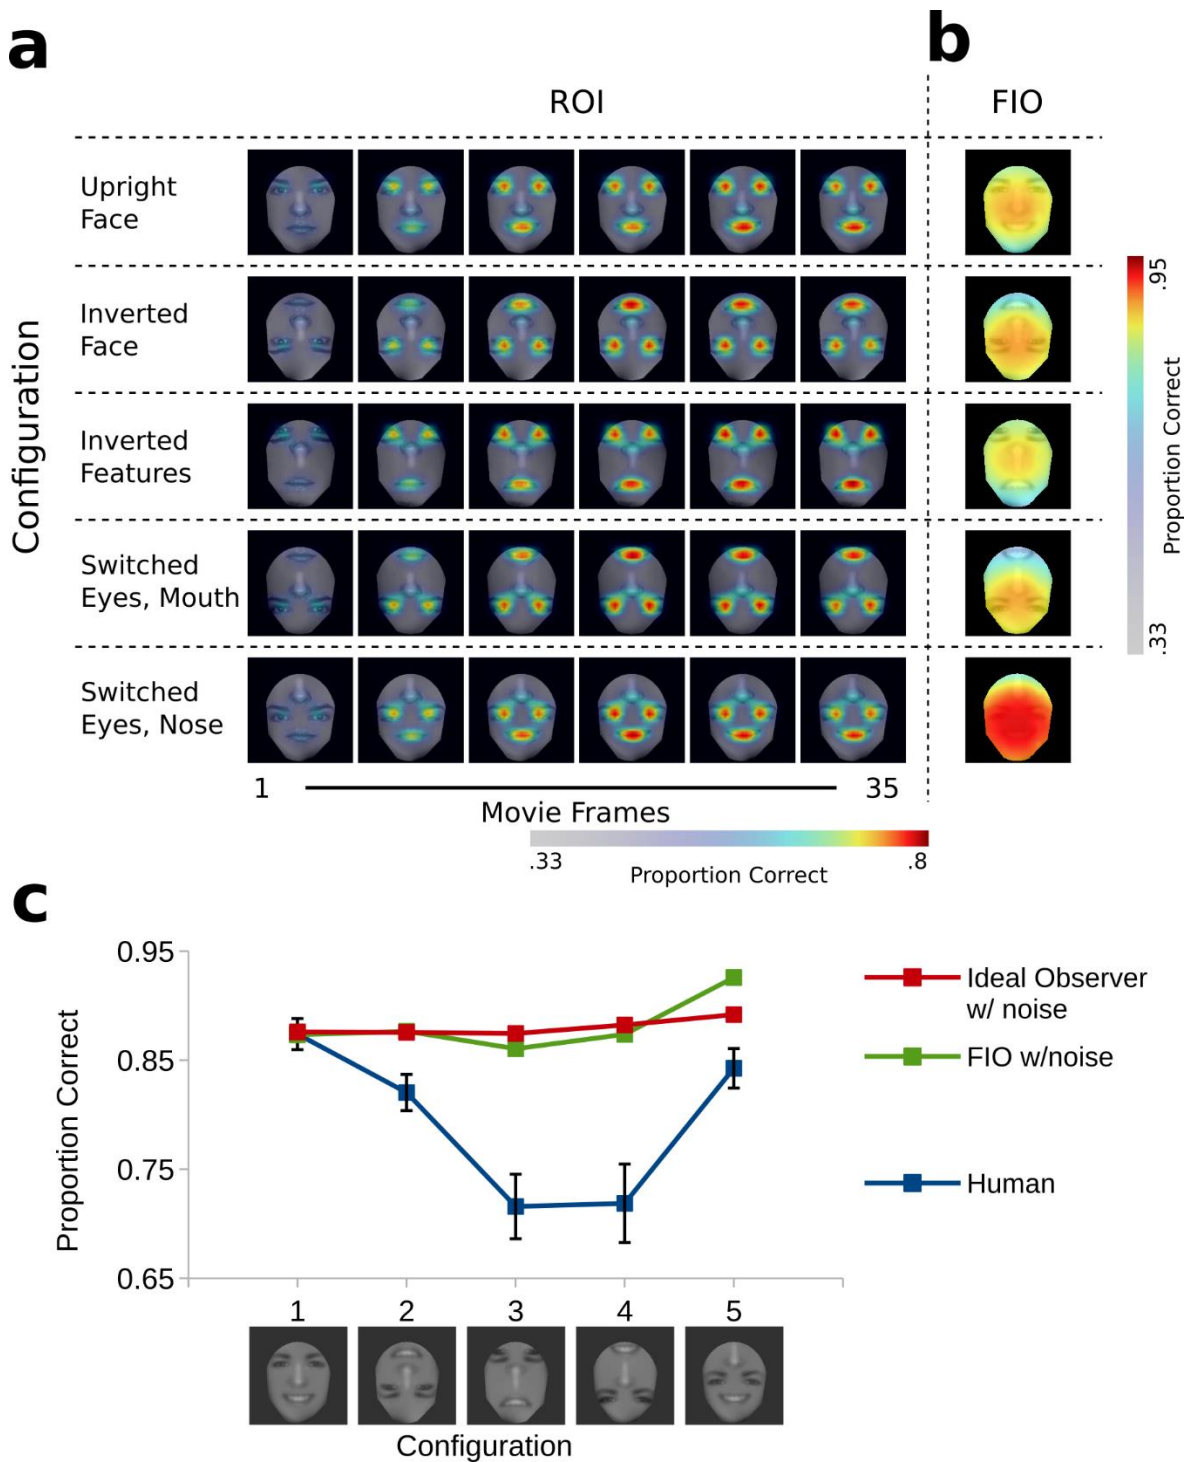 a
b
ROI
FIO
Configuration
Upright
Face
Inverted
Face
Inverted
Features
Switched
Eyes, Mouth
Switched
Eyes, Nose
.95
Proportion Correct
.33
1
35
Movie Frames
.33
.8
Proportion Correct
c
Proportion Correct
0.95
0.85
0.75
0.65
1 2 3 4 5
Configuration
Ideal Observer
w/ noise
FIO w/noise
Human